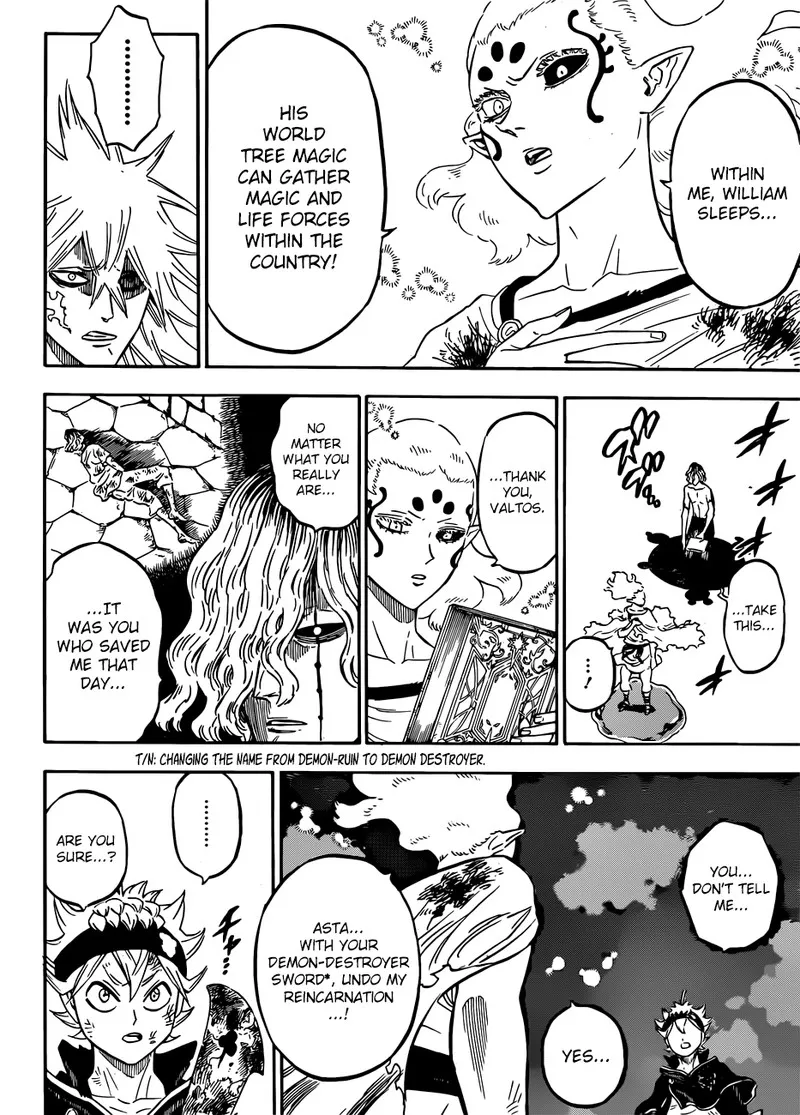 WITHIN
ME, WILLIAM
SLEEPS...
HIS
WORLD
TREE MAGIC
CAN GATHER
MAGIC AND
LIFE FORCES
WITHIN THE
COUNTRY!
.........
...TAKE
THIS...
...!
...THANK
YOU,
VALTOS.
NO
MATTER
WHAT YOU
REALLY
ARE...
...IT
WAS YOU
WHO SAVED
ME THAT
DAY...
T/N: CHANGING THE NAME FROM DEMON-RUIN TO DEMON DESTROYER.
YOU...
DON'T TELL
ME...
YES...
ASTA...
WITH YOUR
DEMON-DESTROYER
SWORD*, UNDO MY
REINCARNATION
...!
.........
ARE YOU
SURE...?